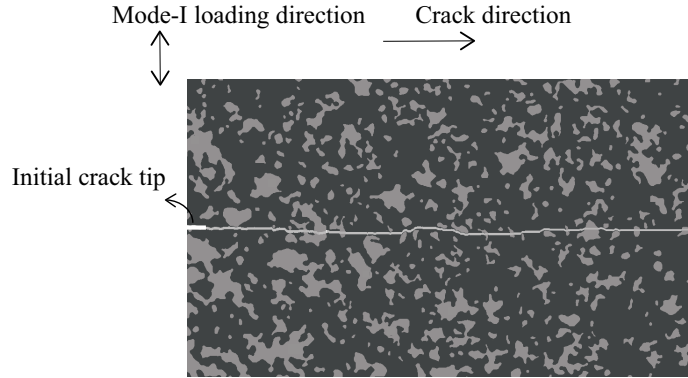 Mode-I loading direction
Crack direction
Initial crack tip